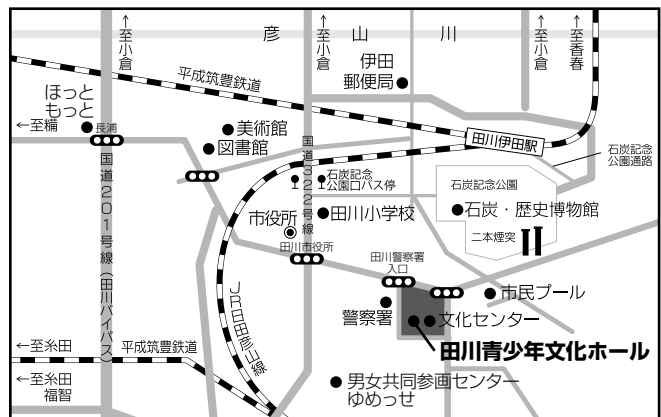 ←至小倉
彦山川
←至小倉
←至小倉
←至香春
伊田
郵便局
平成筑豊鉄道
ほっと
もっと
←至糒
長浦
美術館
図書館
国道322号線
田川伊田駅
石炭記念
公園通路
石炭記念
公園口バス停
石炭記念公園
国道201号線(田川バイパス)
市役所
田川小学校
石炭・歴史博物館
二本煙突
田川市役所
田川警察署
入口
市民プール
JR日田彦山線
警察署
文化センター
←至糸田
平成筑豊鉄道
田川青少年文化ホール
←至糸田
福智
男女共同参画センター
ゆめっせ